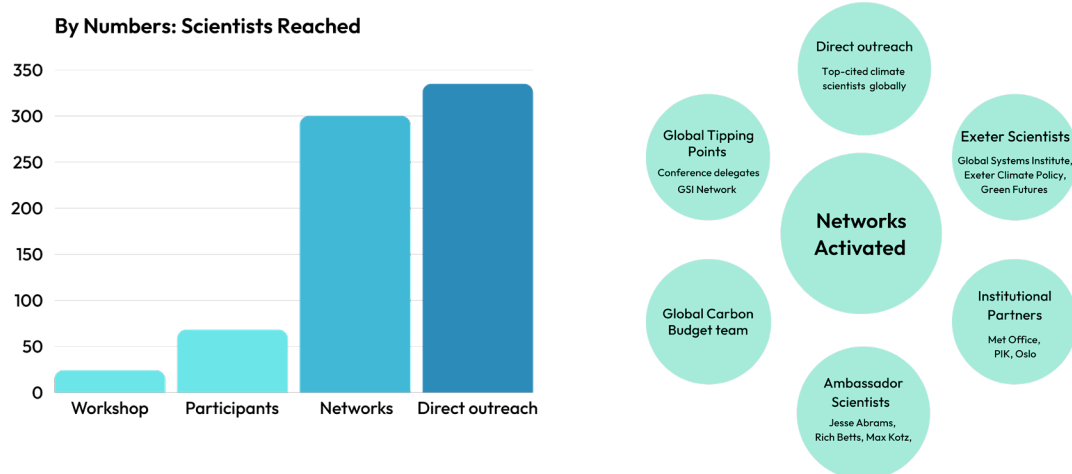 By Numbers: Scientists Reached
350
300
250
200
150
100
50
0
Workshop
Participants
Networks
Direct outreach
Direct outreach
Top-cited climate
scientists globally
Global Tipping
Points
Conference delegates
GSI Network
Exeter Scientists
Global Systems Institute,
Exeter Climate Policy,
Green Futures
Networks
Activated
Global Carbon
Budget team
Institutional
Partners
Met Office,
PIK, Oslo
Ambassador
Scientists
Jesse Abrams,
Rich Betts, Max Kotz,